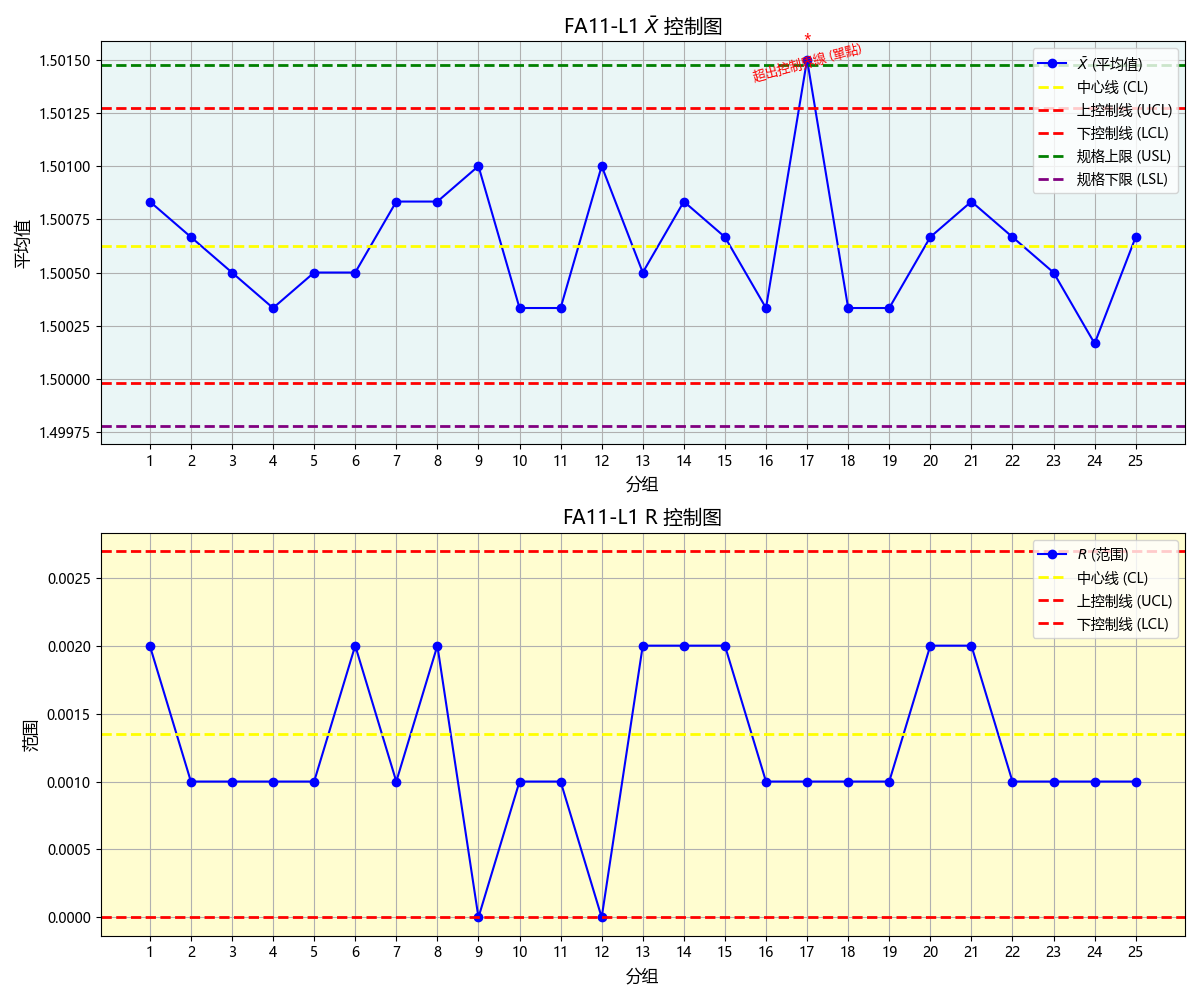 FA11-L1 X̄ 控制图
*
超出控制界線 (單點)
X̄ (平均值)
中心线 (CL)
上控制线 (UCL)
下控制线 (LCL)
规格上限 (USL)
规格下限 (LSL)
平均值
1.50150
1.50125
1.50100
1.50075
1.50050
1.50025
1.50000
1.49975
1 2 3 4 5 6 7 8 9 10 11 12 13 14 15 16 17 18 19 20 21 22 23 24 25
分组
FA11-L1 R 控制图
R (范围)
中心线 (CL)
上控制线 (UCL)
下控制线 (LCL)
范围
0.0025
0.0020
0.0015
0.0010
0.0005
0.0000
1 2 3 4 5 6 7 8 9 10 11 12 13 14 15 16 17 18 19 20 21 22 23 24 25
分组